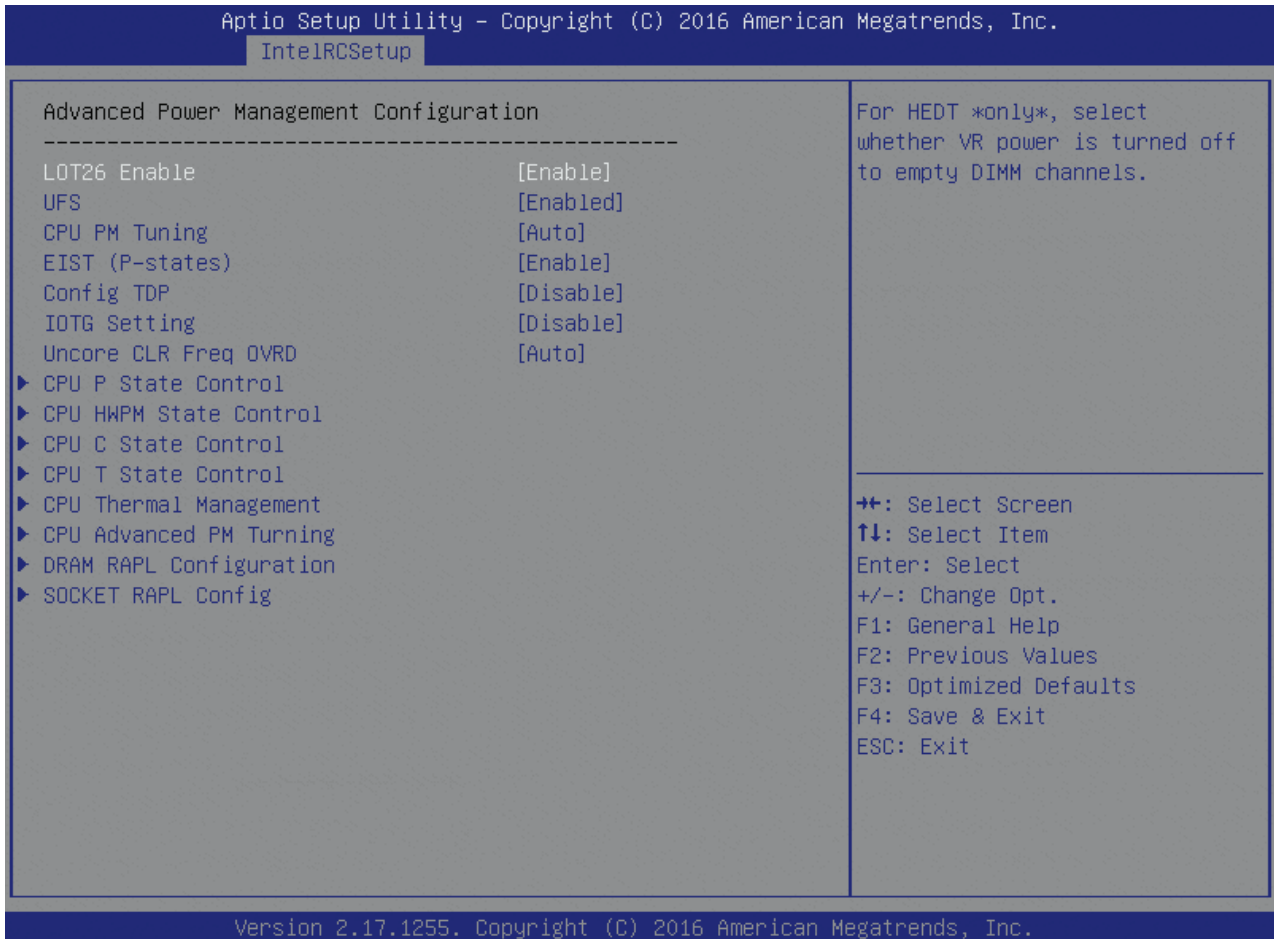 Aptio Setup Utility – Copyright (C) 2016 American Megatrends, Inc.
IntelRCSetup
Advanced Power Management Configuration
--------------------------------------------------
LOT26 Enable [Enable]
UFS [Enabled]
CPU PM Tuning [Auto]
EIST (P-states) [Enable]
Config TDP [Disable]
IOTG Setting [Disable]
Uncore CLR Freq OVRD [Auto]
▶ CPU P State Control
▶ CPU HWPM State Control
▶ CPU C State Control
▶ CPU T State Control
▶ CPU Thermal Management
▶ CPU Advanced PM Turning
▶ DRAM RAPL Configuration
▶ SOCKET RAPL Config
For HEDT *only*, select
whether VR power is turned off
to empty DIMM channels.
→←: Select Screen
↑↓: Select Item
Enter: Select
+/-: Change Opt.
F1: General Help
F2: Previous Values
F3: Optimized Defaults
F4: Save & Exit
ESC: Exit
Version 2.17.1255. Copyright (C) 2016 American Megatrends, Inc.